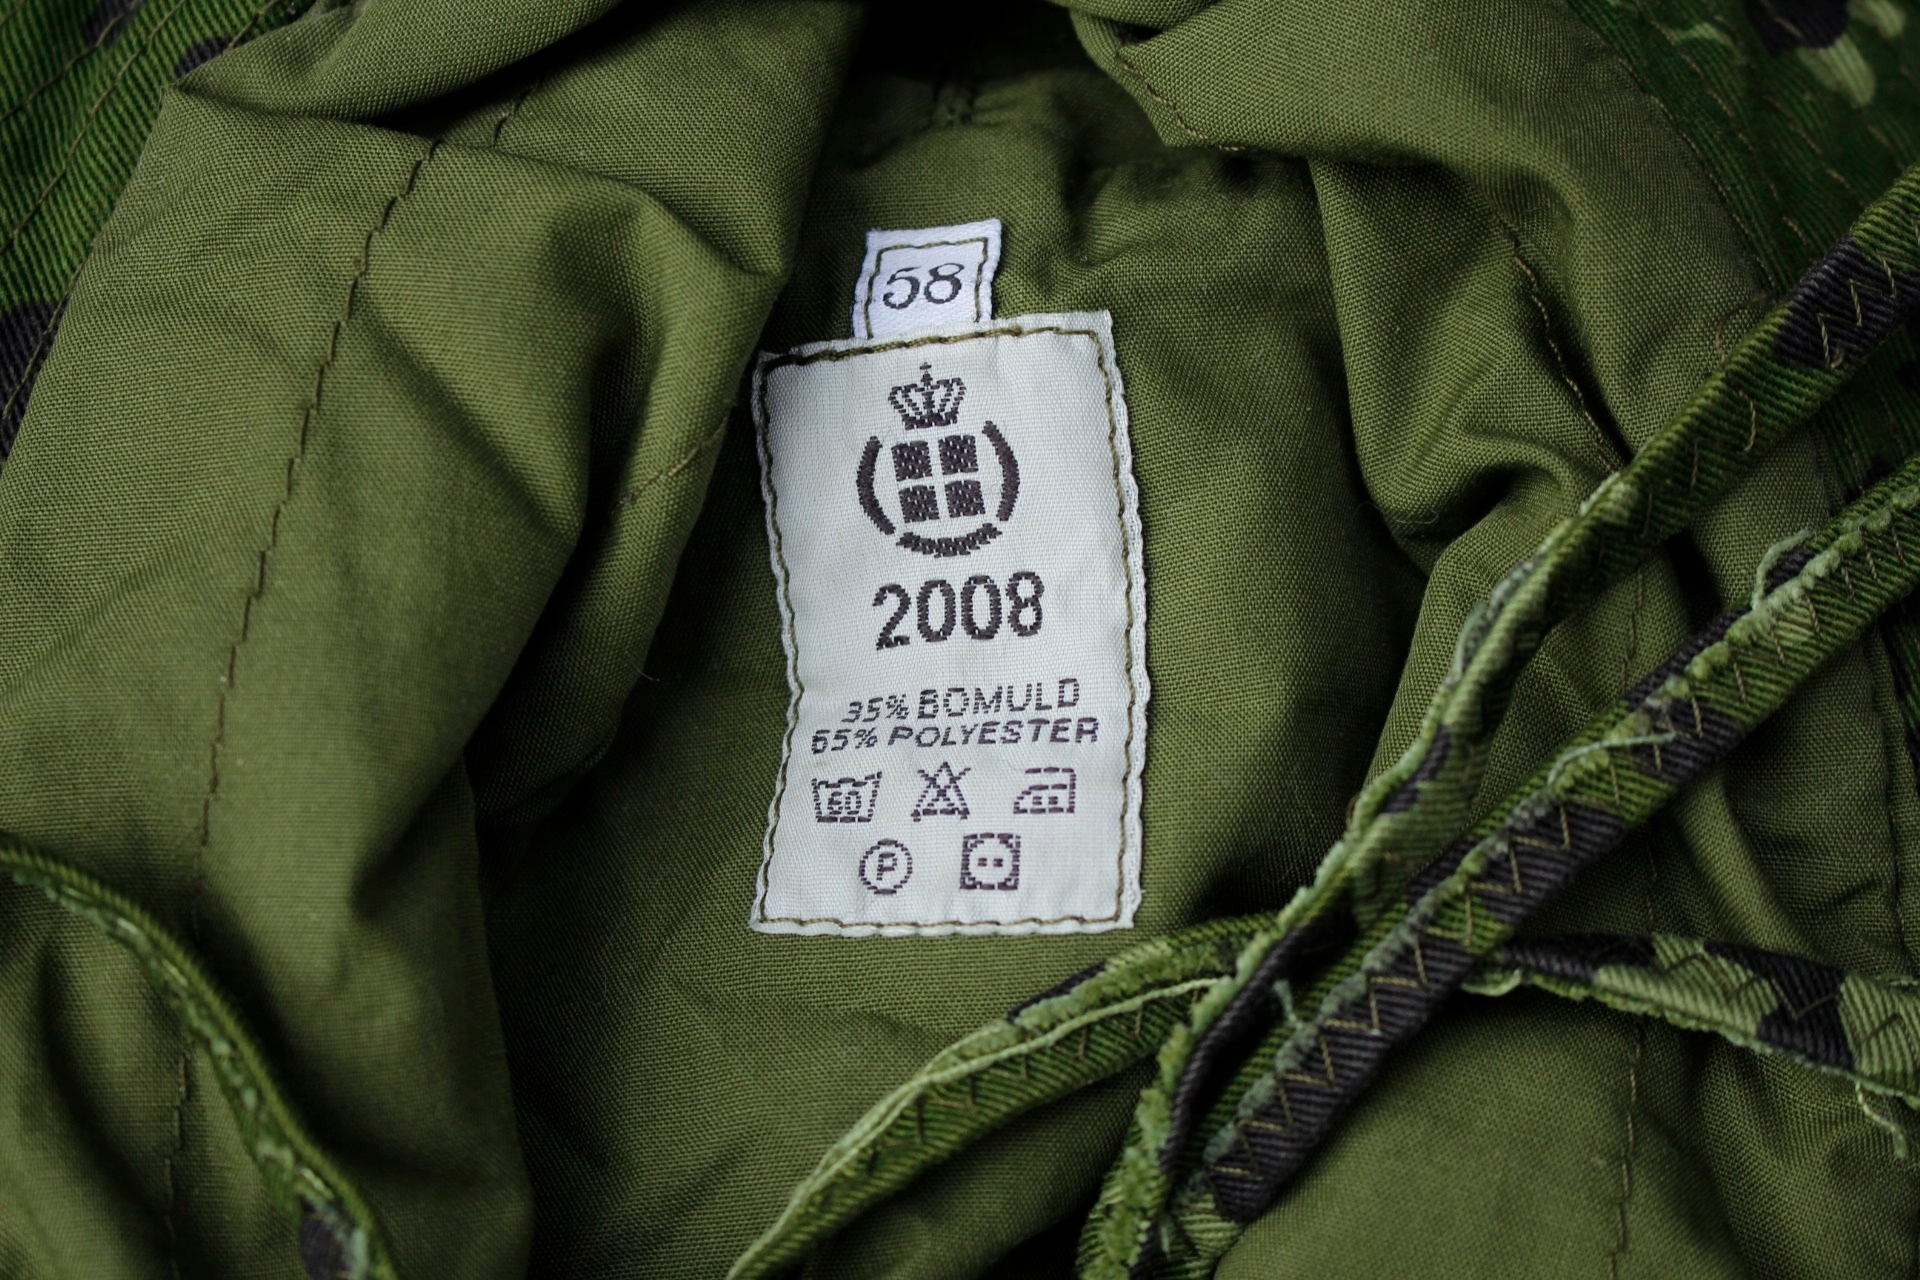 58
2008
35% BOMULD
65% POLYESTER
60
P